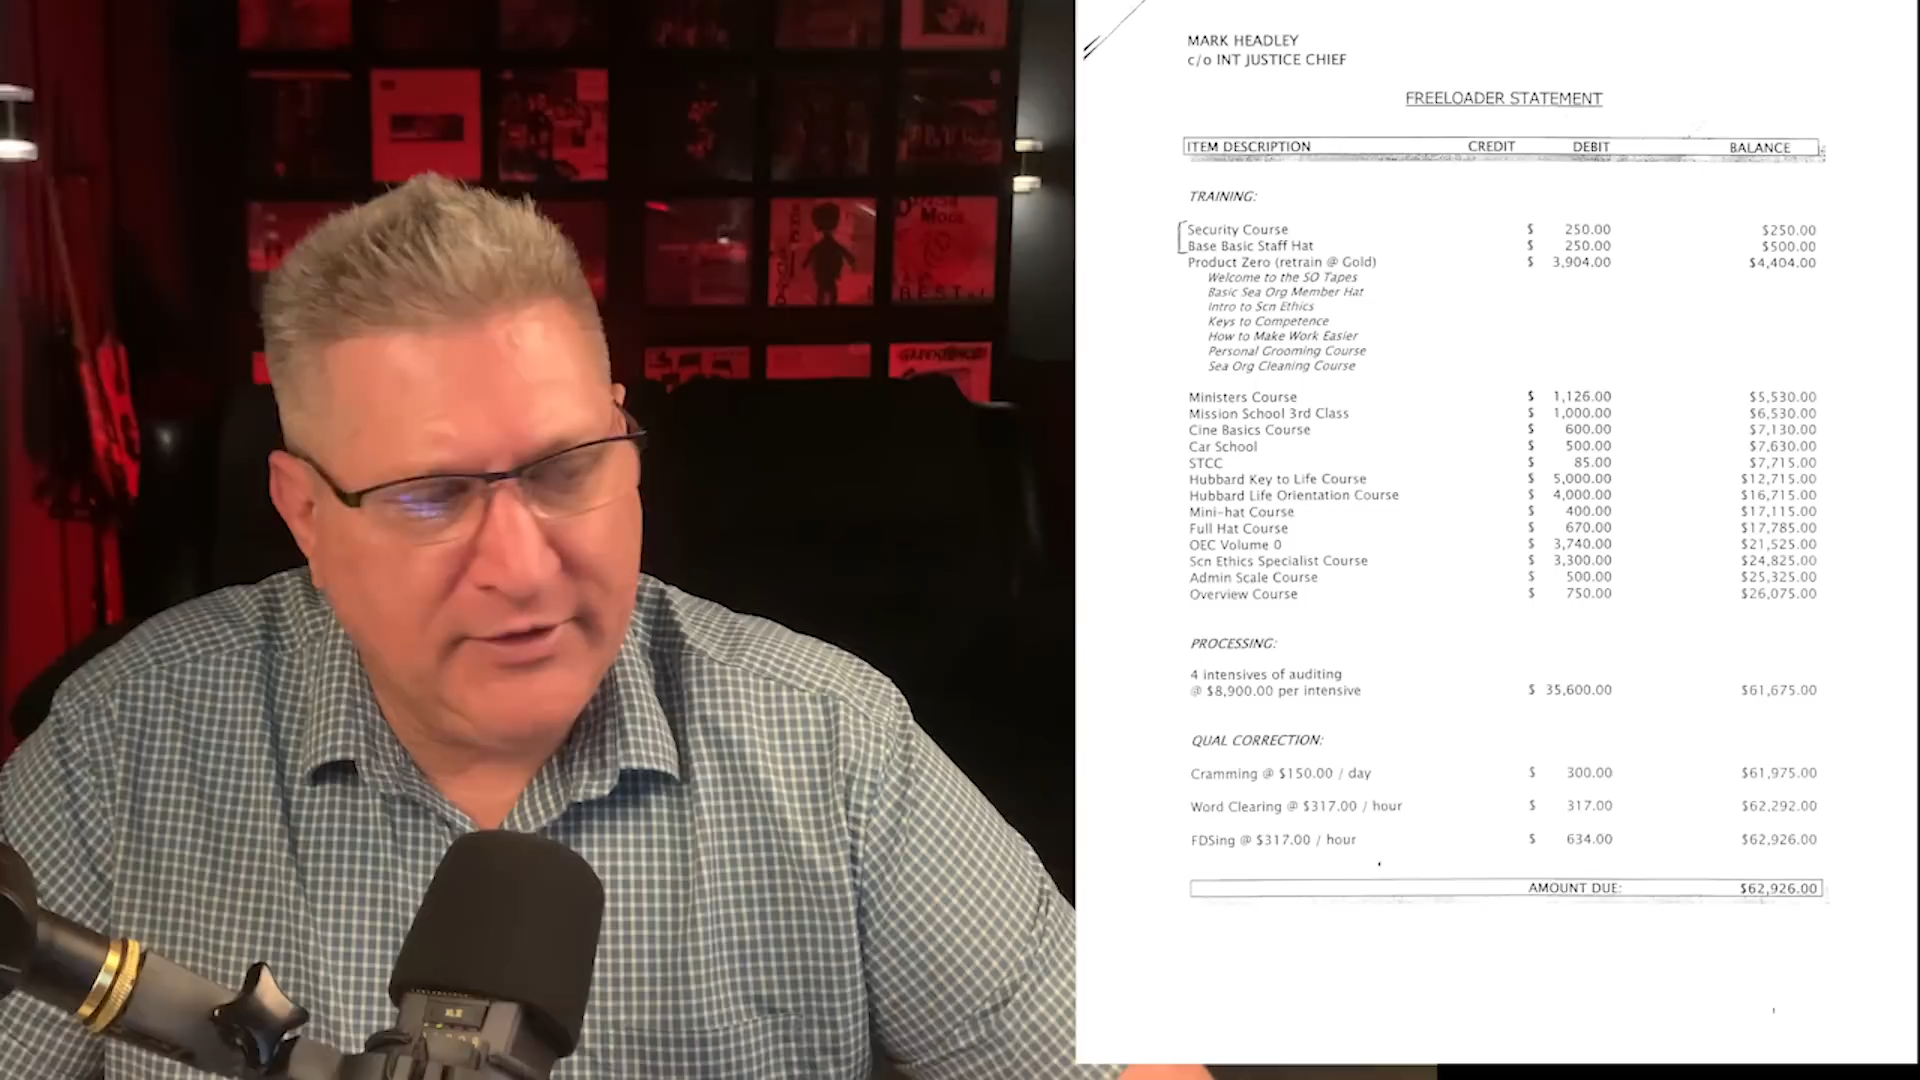 MARK HEADLEY
c/o INT JUSTICE CHIEF
FREELOADER STATEMENT
ITEM DESCRIPTION CREDIT DEBIT BALANCE
TRAINING:
Security Course $ 250.00 $250.00
Base Basic Staff Hat $ 250.00 $500.00
Product Zero (retrain @ Gold) $ 3,904.00 $4,404.00
Welcome to the SO Tapes
Basic Sea Org Member Hat
Intro to Scn Ethics
Keys to Competence
How to Make Work Easier
Personal Grooming Course
Sea Org Cleaning Course
Ministers Course $ 1,126.00 $5,530.00
Mission School 3rd Class $ 1,000.00 $6,530.00
Cine Basics Course $ 600.00 $7,130.00
Car School $ 500.00 $7,630.00
STCC $ 85.00 $7,715.00
Hubbard Key to Life Course $ 5,000.00 $12,715.00
Hubbard Life Orientation Course $ 4,000.00 $16,715.00
Mini-hat Course $ 400.00 $17,115.00
Full Hat Course $ 670.00 $17,785.00
OEC Volume 0 $ 3,740.00 $21,525.00
Scn Ethics Specialist Course $ 3,300.00 $24,825.00
Admin Scale Course $ 500.00 $25,325.00
Overview Course $ 750.00 $26,075.00
PROCESSING:
4 intensives of auditing
@ $8,900.00 per intensive $ 35,600.00 $61,675.00
QUAL CORRECTION:
Cramming @ $150.00 / day $ 300.00 $61,975.00
Word Clearing @ $317.00 / hour $ 317.00 $62,292.00
FDSing @ $317.00 / hour $ 634.00 $62,926.00
AMOUNT DUE: $62,926.00